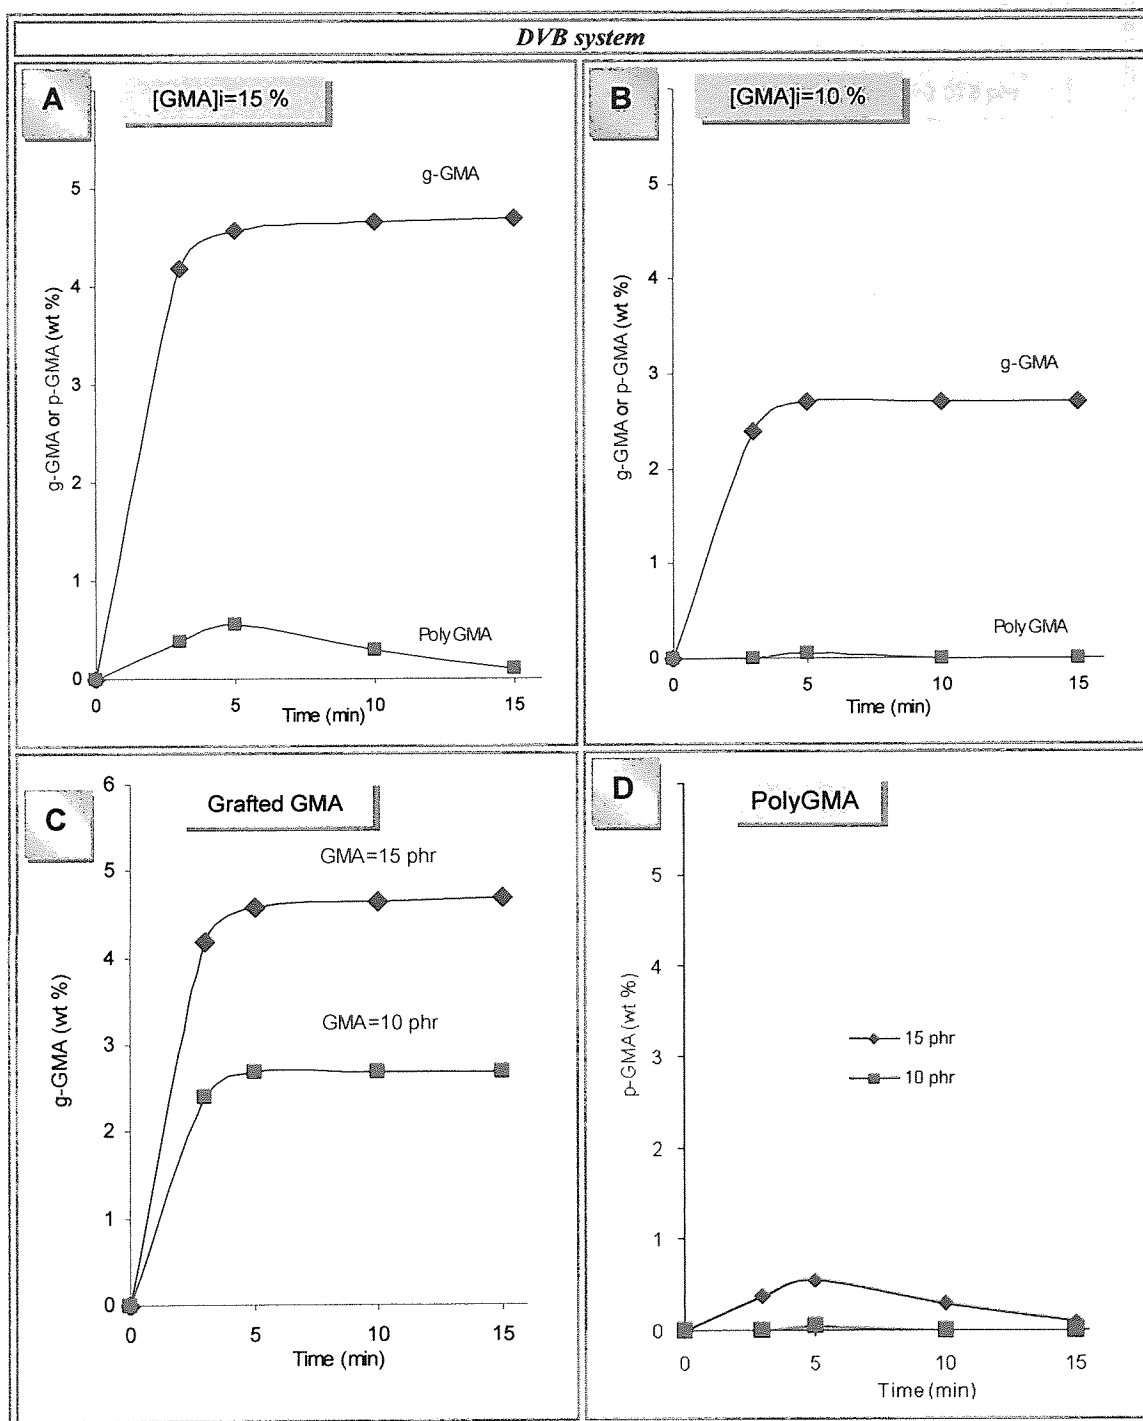 DVB system
A
[GMA]i=15 %
g-GMA or p-GMA (wt %)
5
4
3
2
1
0
g-GMA
PolyGMA
0 5 10 15
Time (min)
B
[GMA]i=10 %
g-GMA or p-GMA (wt %)
5
4
3
2
1
0
g-GMA
PolyGMA
0 5 10 15
Time (min)
C
Grafted GMA
g-GMA (wt %)
6
5
4
3
2
1
0
GMA=15 phr
GMA=10 phr
0 5 10 15
Time (min)
D
PolyGMA
p-GMA (wt %)
5
4
3
2
1
0
15 phr
10 phr
0 5 10 15
Time (min)